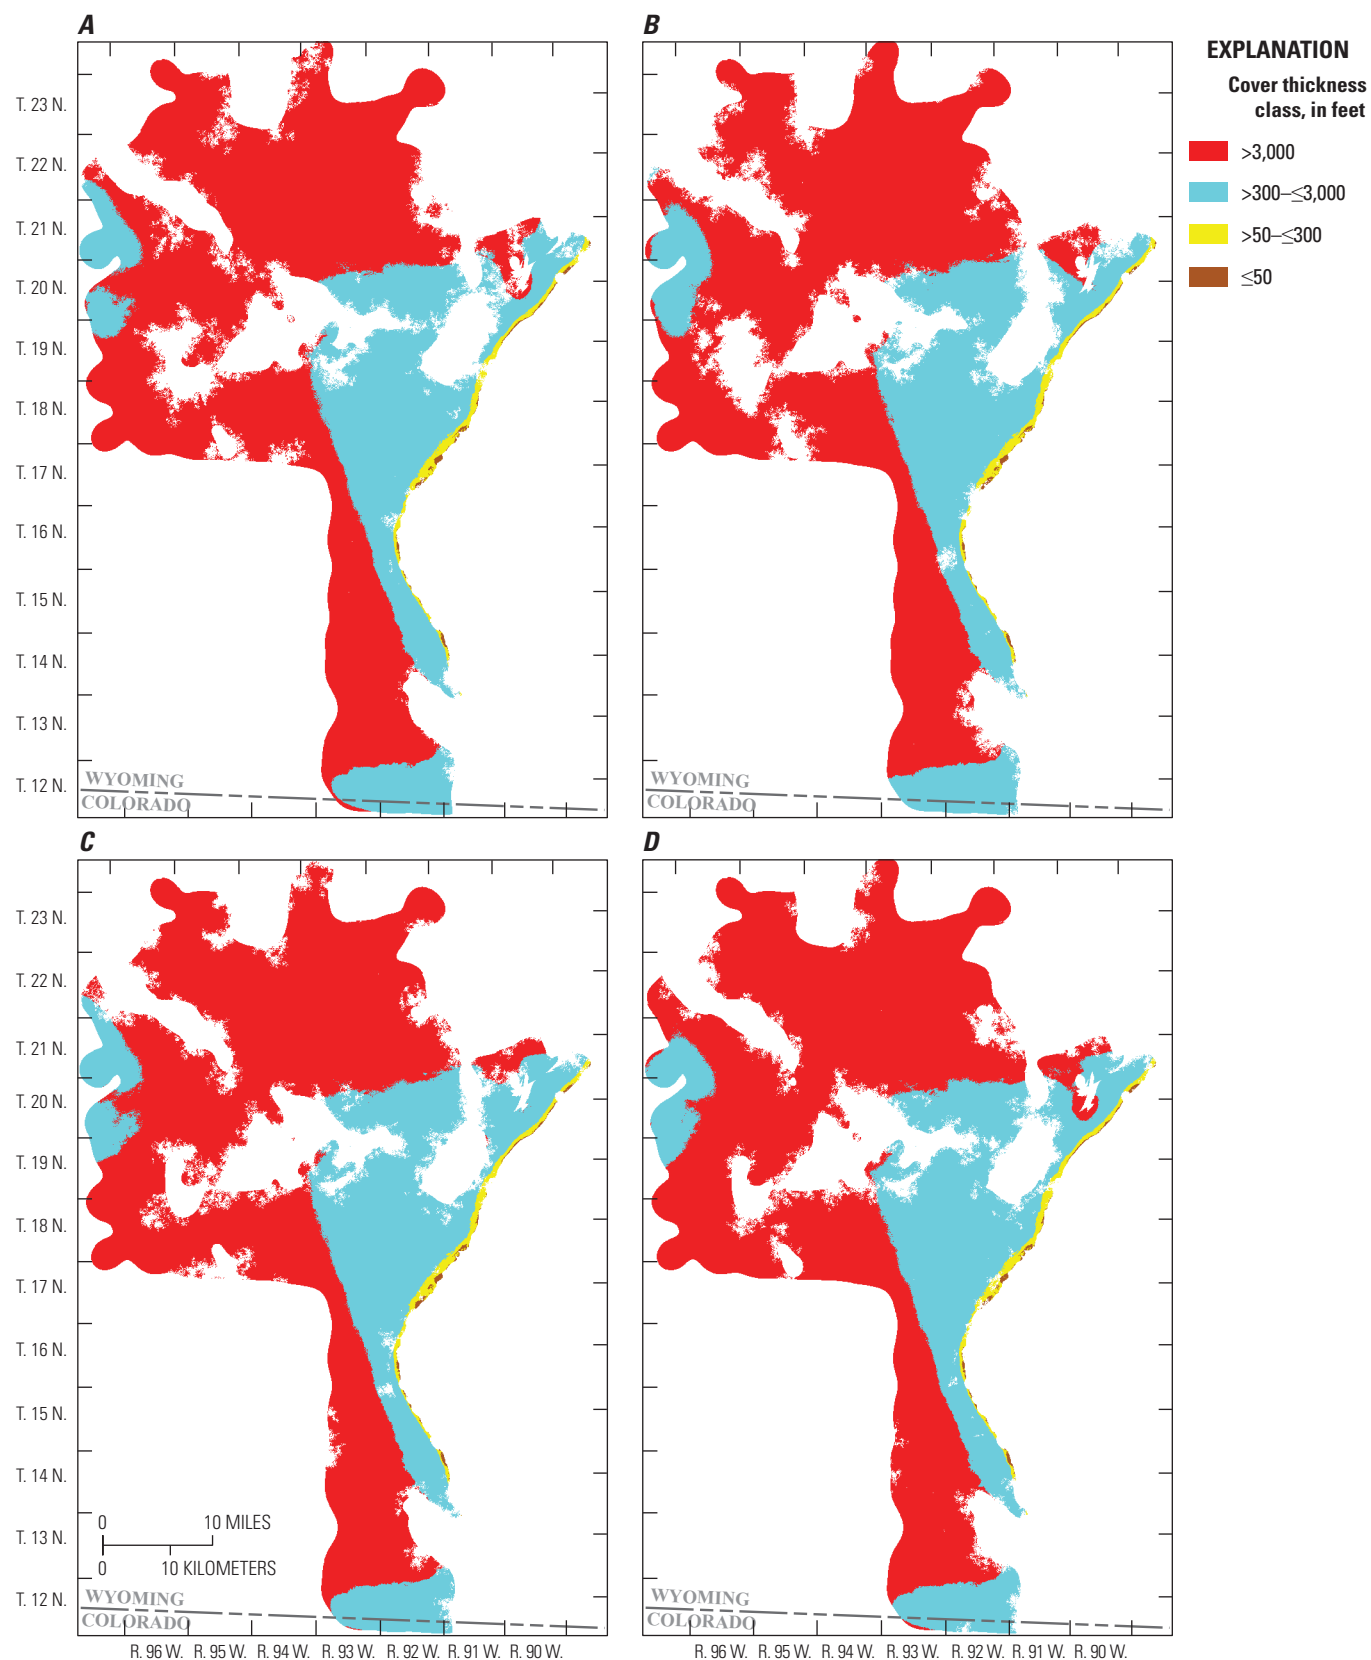 A
B
EXPLANATION
Cover thickness
class, in feet
>3,000
>300–≤3,000
>50–≤300
≤50
T. 23 N.
T. 22 N.
T. 21 N.
T. 20 N.
T. 19 N.
T. 18 N.
T. 17 N.
T. 16 N.
T. 15 N.
T. 14 N.
T. 13 N.
T. 12 N.
WYOMING
COLORADO
WYOMING
COLORADO
C
D
T. 23 N.
T. 22 N.
T. 21 N.
T. 20 N.
T. 19 N.
T. 18 N.
T. 17 N.
T. 16 N.
T. 15 N.
T. 14 N.
T. 13 N.
T. 12 N.
0 10 MILES
0 10 KILOMETERS
WYOMING
COLORADO
WYOMING
COLORADO
R. 96 W. R. 95 W. R. 94 W. R. 93 W. R. 92 W. R. 91 W. R. 90 W.
R. 96 W. R. 95 W. R. 94 W. R. 93 W. R. 92 W. R. 91 W. R. 90 W.